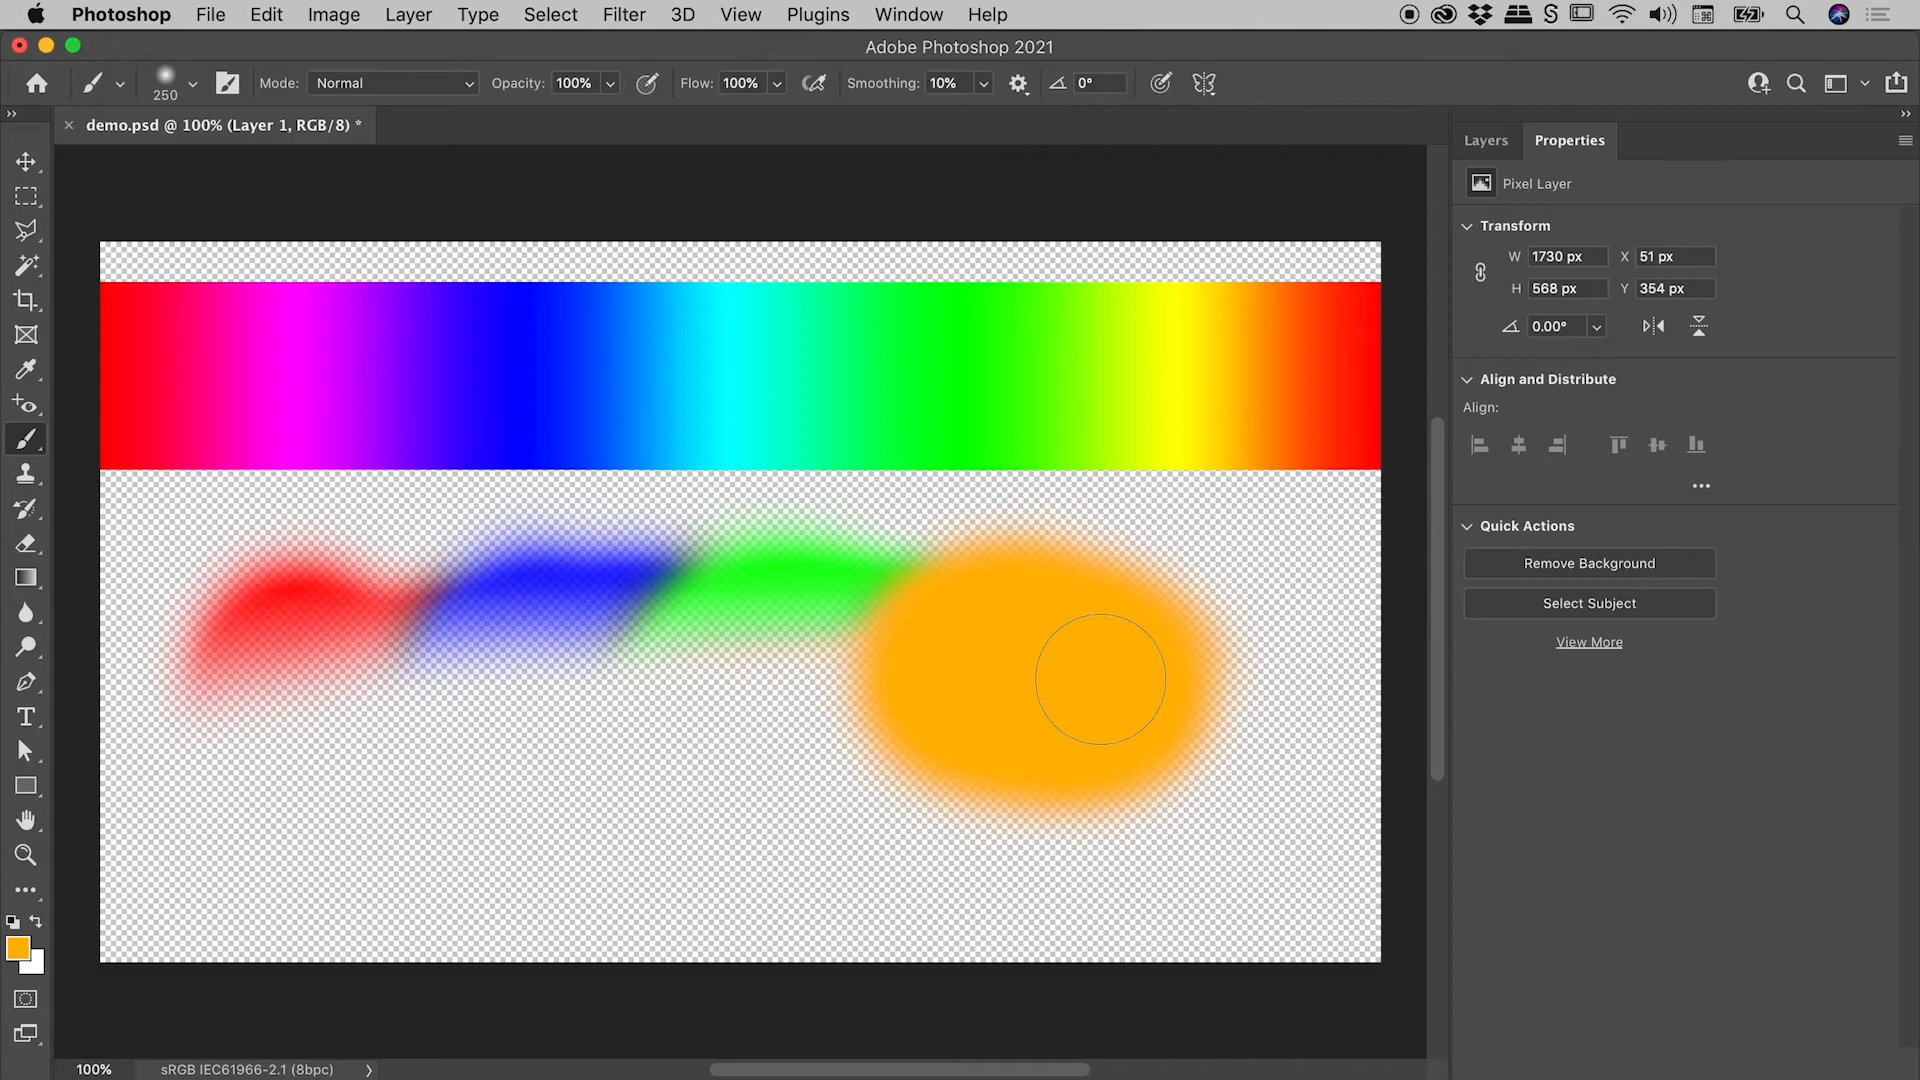 Photoshop File Edit Image Layer Type Select Filter 3D View Plugins Window Help
Adobe Photoshop 2021
250 Mode: Normal Opacity: 100% Flow: 100% Smoothing: 10% 0°
demo.psd @ 100% (Layer 1, RGB/8) *
Layers Properties
Pixel Layer
Transform
W 1730 px X 51 px
H 568 px Y 354 px
0.00°
Align and Distribute
Align:
Quick Actions
Remove Background
Select Subject
View More
100% sRGB IEC61966-2.1 (8bpc)